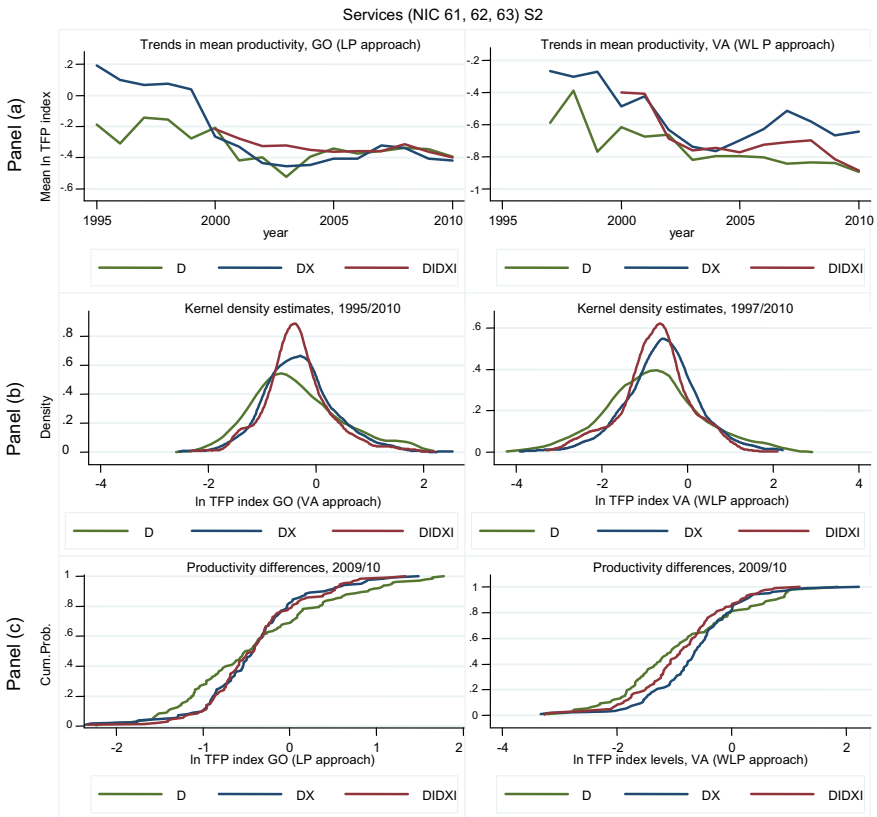 Services (NIC 61, 62, 63) S2
Panel (a)
Trends in mean productivity, GO (LP approach)
Mean ln TFP index
.2
0
-.2
-.4
-.6
1995 2000 2005 2010
year
D DX DIDXI
Trends in mean productivity, VA (WL P approach)
-.2
-.4
-.6
-.8
-1
1995 2000 2005 2010
year
D DX DIDXI
Panel (b)
Kernel density estimates, 1995/2010
Density
.8
.6
.4
.2
0
-4 -2 0 2
ln TFP index GO (VA approach)
D DX DIDXI
Kernel density estimates, 1997/2010
.6
.4
.2
0
-4 -2 0 2 4
ln TFP index VA (WLP approach)
D DX DIDXI
Panel (c)
Productivity differences, 2009/10
Cum.Prob.
1
.8
.6
.4
.2
0
-2 -1 0 1 2
ln TFP index GO (LP approach)
D DX DIDXI
Productivity differences, 2009/10
1
.8
.6
.4
.2
0
-4 -2 0 2
ln TFP index levels, VA (WLP approach)
D DX DIDXI